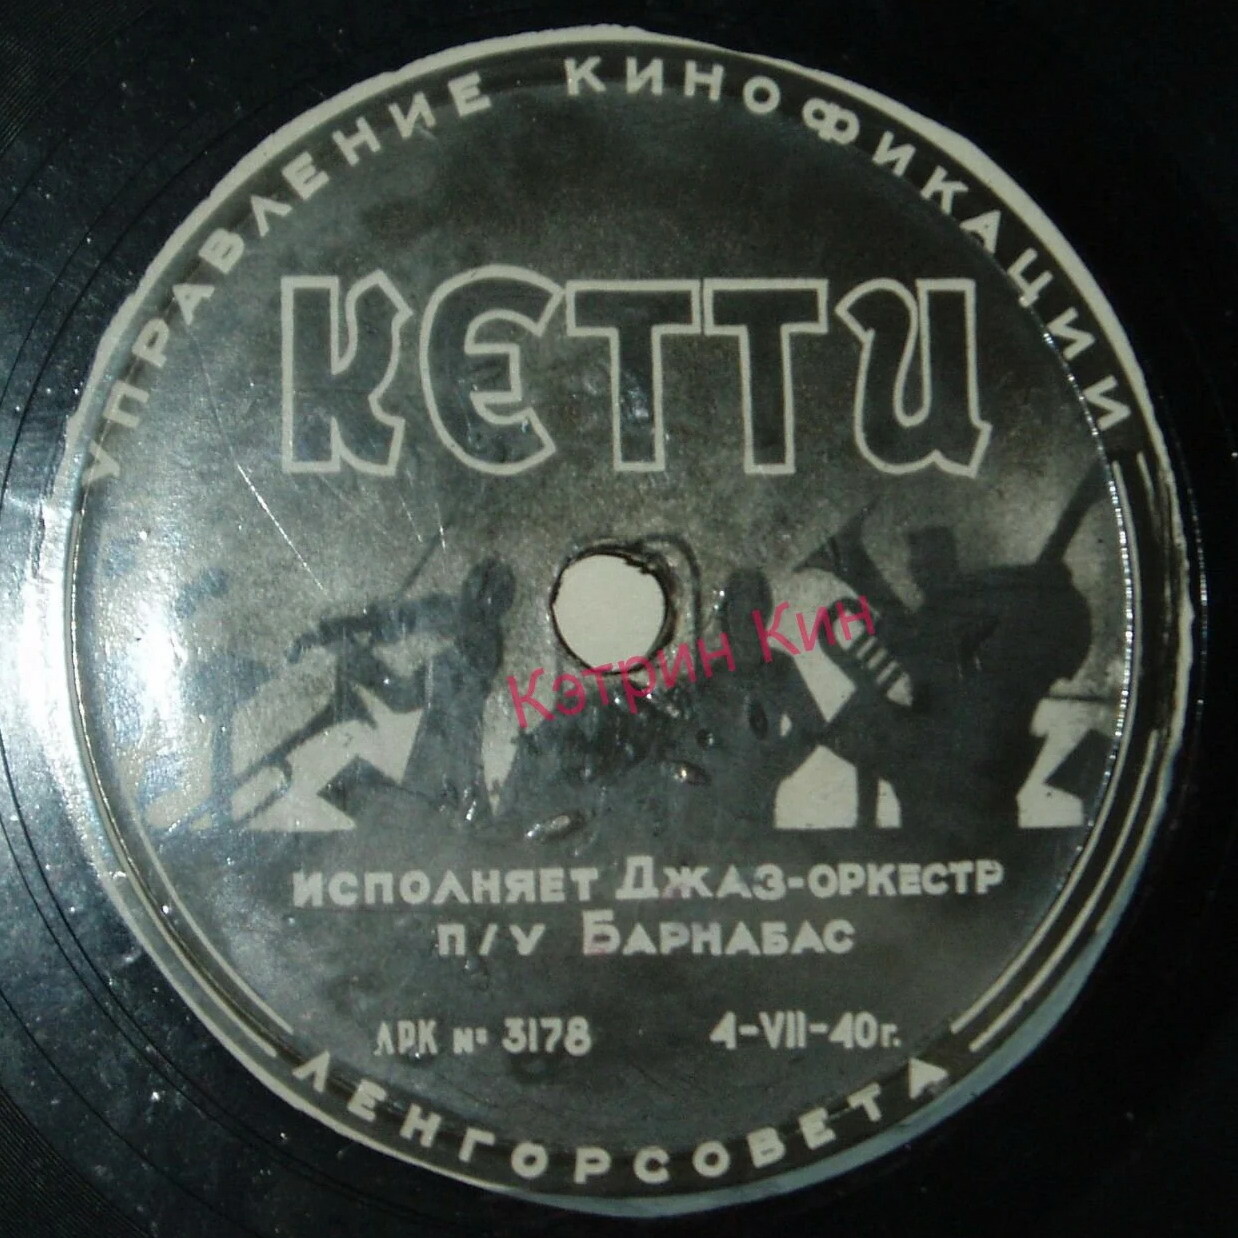 УПРАВЛЕНИЕ КИНОФИКАЦИИ
КЕТТИ
Кэтрин Кин
ИСПОЛНЯЕТ ДЖАЗ-ОРКЕСТР
П/У БАРНАБАС
ЛРК № 3178 4-VII-40г.
ЛЕНГОРСОВЕТА